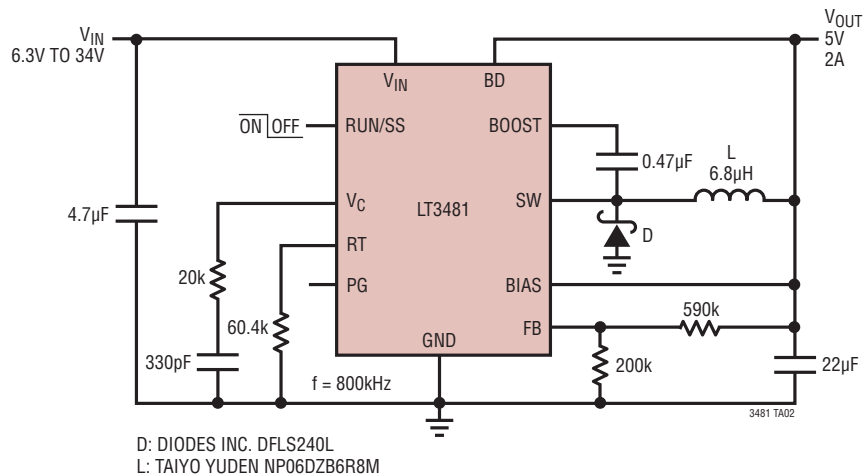 VIN
6.3V TO 34V
VOUT
5V
2A
VIN
BD
ON OFF
RUN/SS
BOOST
0.47µF
L
6.8µH
4.7µF
VC
LT3481
SW
D
RT
20k
PG
BIAS
590k
60.4k
FB
GND
330pF
f = 800kHz
200k
22µF
3481 TA02
D: DIODES INC. DFLS240L
L: TAIYO YUDEN NP06DZB6R8M